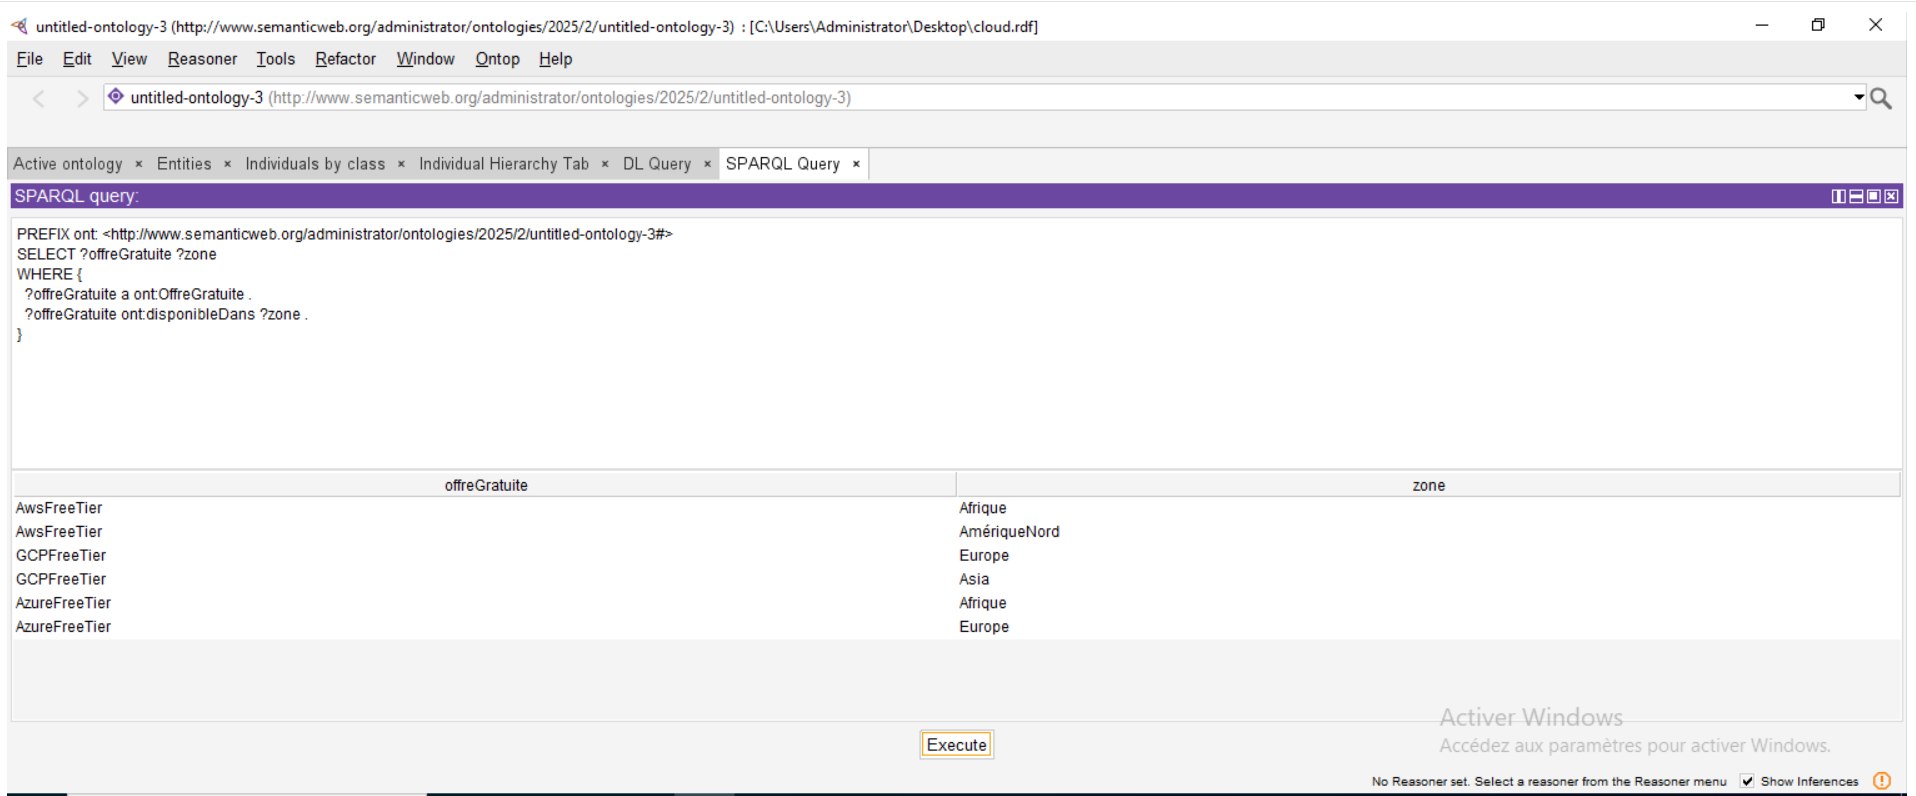 untitled-ontology-3 (http://www.semanticweb.org/administrator/ontologies/2025/2/untitled-ontology-3) : [C:\Users\Administrator\Desktop\cloud.rdf]
File Edit View Reasoner Tools Refactor Window Ontop Help
untitled-ontology-3 (http://www.semanticweb.org/administrator/ontologies/2025/2/untitled-ontology-3)
Active ontology × Entities × Individuals by class × Individual Hierarchy Tab × DL Query × SPARQL Query ×
SPARQL query:
PREFIX ont: <http://www.semanticweb.org/administrator/ontologies/2025/2/untitled-ontology-3#>
SELECT ?offreGratuite ?zone
WHERE {
?offreGratuite a ont:OffreGratuite .
?offreGratuite ont:disponibleDans ?zone .
}
offreGratuite zone
AwsFreeTier Afrique
AwsFreeTier AmériqueNord
GCPFreeTier Europe
GCPFreeTier Asia
AzureFreeTier Afrique
AzureFreeTier Europe
Activer Windows
Execute
Accédez aux paramètres pour activer Windows.
No Reasoner set. Select a reasoner from the Reasoner menu Show Inferences